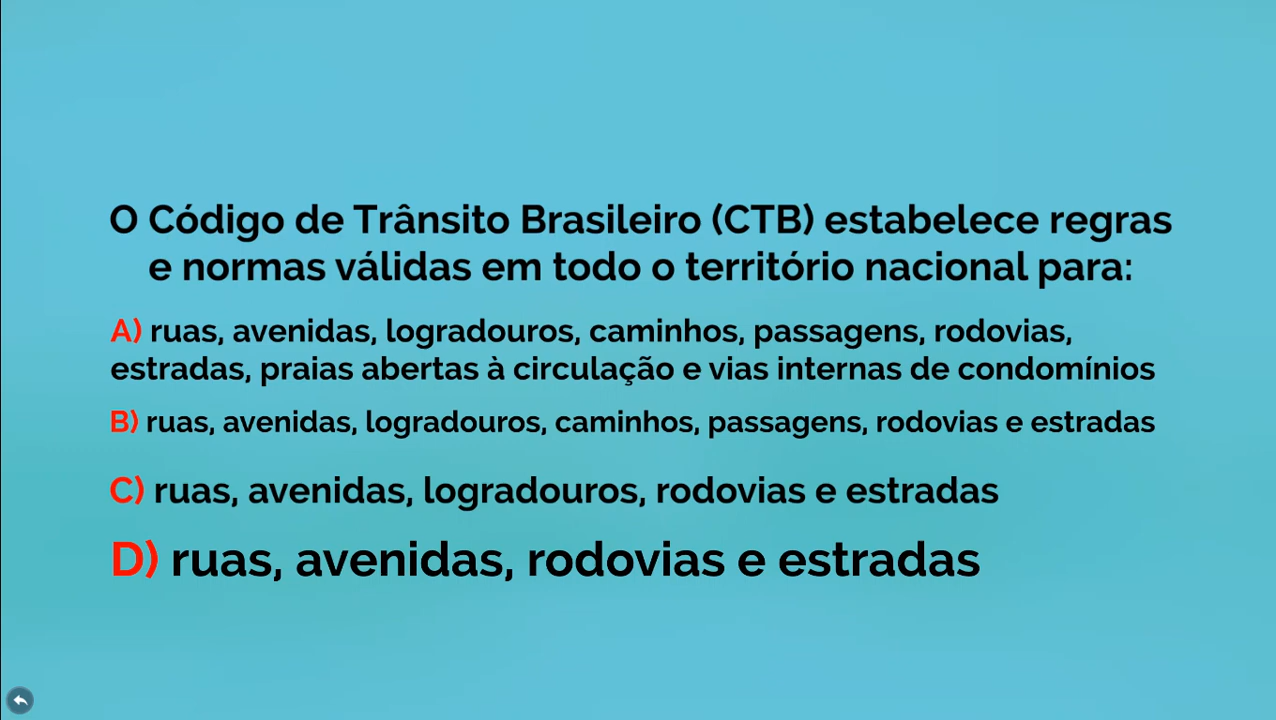 O Código de Trânsito Brasileiro (CTB) estabelece regras
e normas válidas em todo o território nacional para:
A) ruas, avenidas, logradouros, caminhos, passagens, rodovias,
estradas, praias abertas à circulação e vias internas de condomínios
B) ruas, avenidas, logradouros, caminhos, passagens, rodovias e estradas
C) ruas, avenidas, logradouros, rodovias e estradas
D) ruas, avenidas, rodovias e estradas